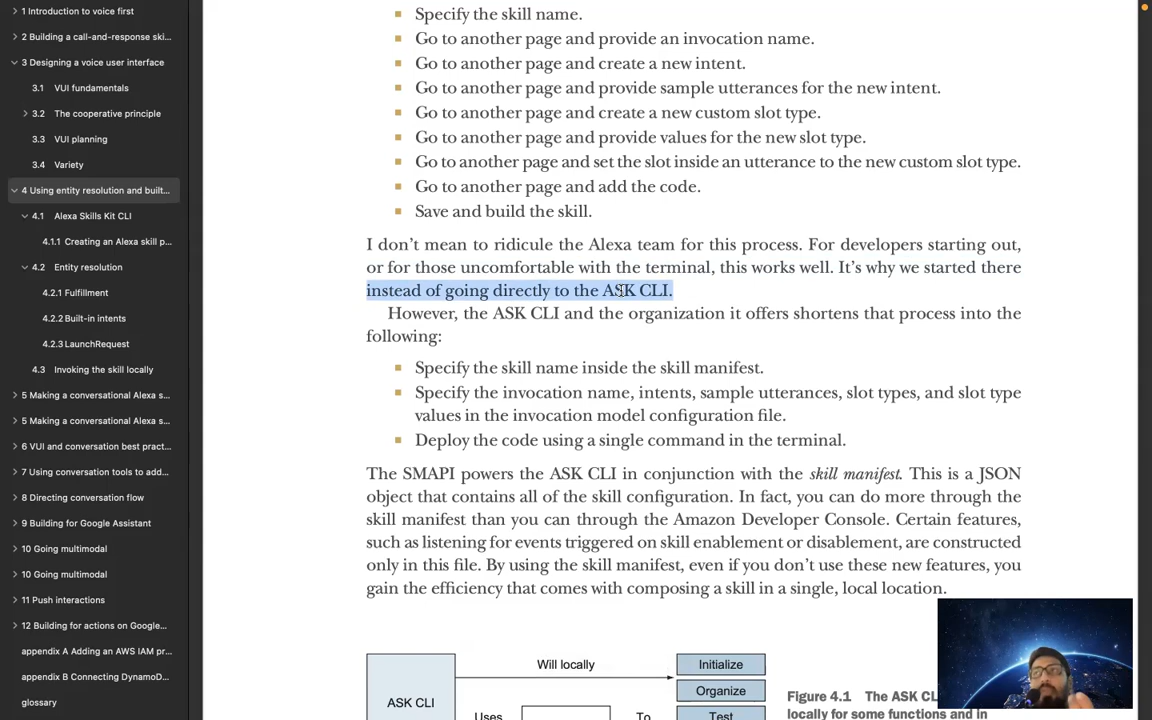 1 Introduction to voice first
2 Building a call-and-response ski...
3 Designing a voice user interface
3.1 VUI fundamentals
3.2 The cooperative principle
3.3 VUI planning
3.4 Variety
4 Using entity resolution and built...
4.1 Alexa Skills Kit CLI
4.1.1 Creating an Alexa skill p...
4.2 Entity resolution
4.2.1 Fulfillment
4.2.2 Built-in intents
4.2.3 LaunchRequest
4.3 Invoking the skill locally
5 Making a conversational Alexa s...
5 Making a conversational Alexa s...
6 VUI and conversation best pract...
7 Using conversation tools to add...
8 Directing conversation flow
9 Building for Google Assistant
10 Going multimodal
10 Going multimodal
11 Push interactions
12 Building for actions on Google...
appendix A Adding an AWS IAM pr...
appendix B Connecting DynamoD...
glossary
Specify the skill name.
Go to another page and provide an invocation name.
Go to another page and create a new intent.
Go to another page and provide sample utterances for the new intent.
Go to another page and create a new custom slot type.
Go to another page and provide values for the new slot type.
Go to another page and set the slot inside an utterance to the new custom slot type.
Go to another page and add the code.
Save and build the skill.
I don't mean to ridicule the Alexa team for this process. For developers starting out,
or for those uncomfortable with the terminal, this works well. It's why we started there
instead of going directly to the ASK CLI.
However, the ASK CLI and the organization it offers shortens that process into the
following:
Specify the skill name inside the skill manifest.
Specify the invocation name, intents, sample utterances, slot types, and slot type
values in the invocation model configuration file.
Deploy the code using a single command in the terminal.
The SMAPI powers the ASK CLI in conjunction with the skill manifest. This is a JSON
object that contains all of the skill configuration. In fact, you can do more through the
skill manifest than you can through the Amazon Developer Console. Certain features,
such as listening for events triggered on skill enablement or disablement, are constructed
only in this file. By using the skill manifest, even if you don't use these new features, you
gain the efficiency that comes with composing a skill in a single, local location.
ASK CLI
Will locally
Uses
To
Initialize
Organize
Test
Figure 4.1 The ASK CL
locally for some functions and in